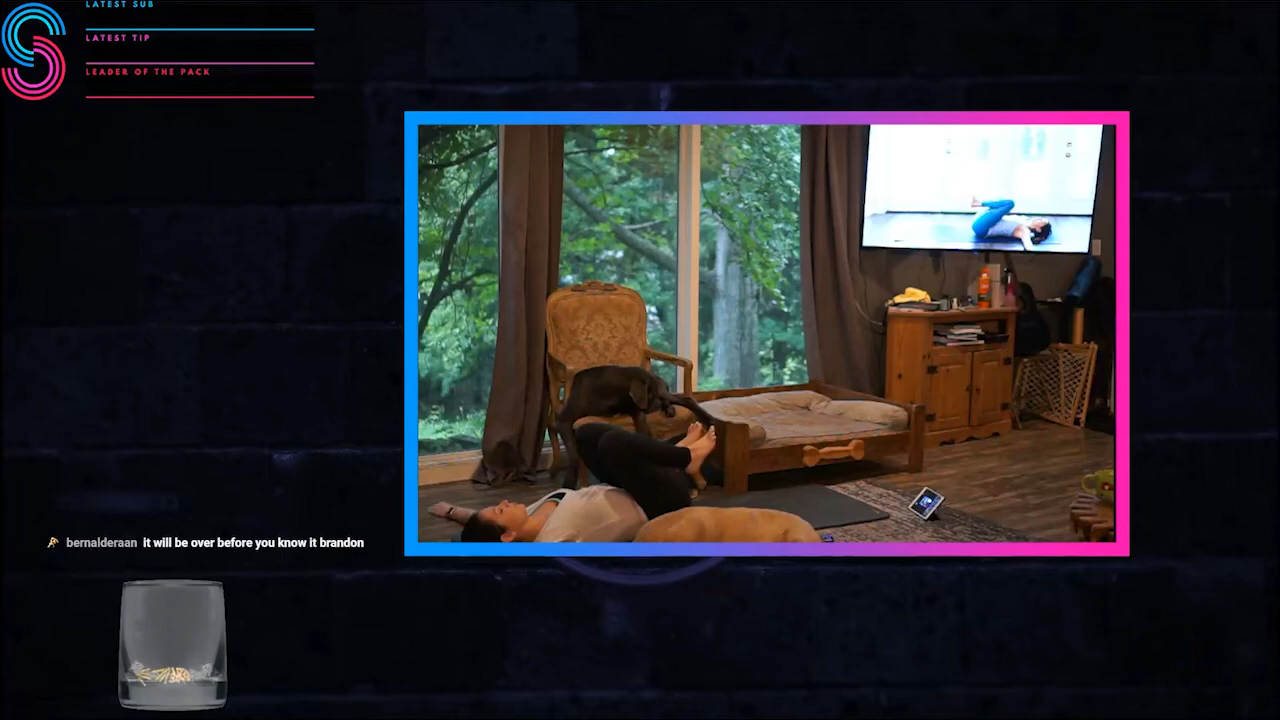 LATEST SUB
LATEST TIP
LEADER OF THE PACK
bernalderaan it will be over before you know it brandon